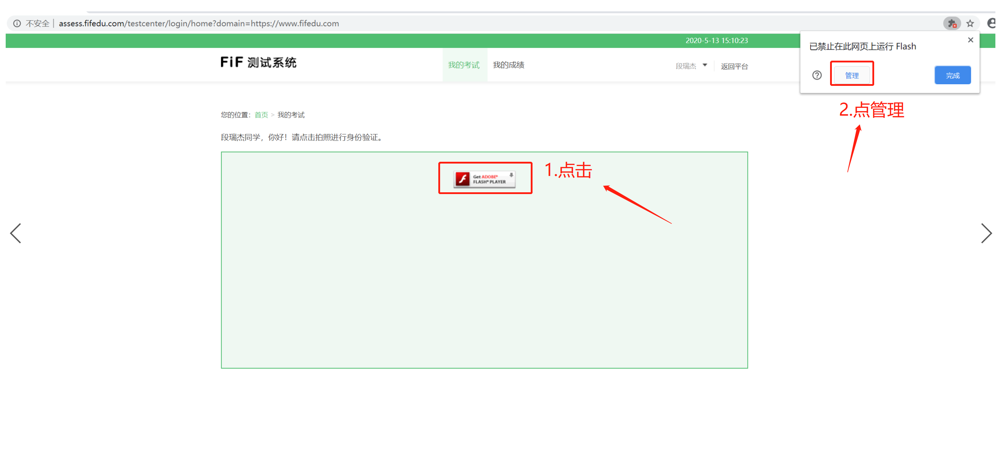 不安全 | assess.fifedu.com/testcenter/login/home?domain=https://www.fifedu.com
2020-5-13 15:10:23
已禁止在此网页上运行 Flash
管理
完成
FiF 测试系统
我的考试
我的成绩
段瑞杰
返回平台
2.点管理
您的位置：首页 > 我的考试
段瑞杰同学，你好！请点击拍照进行身份验证。
1.点击
Get ADOBE®
FLASH® PLAYER